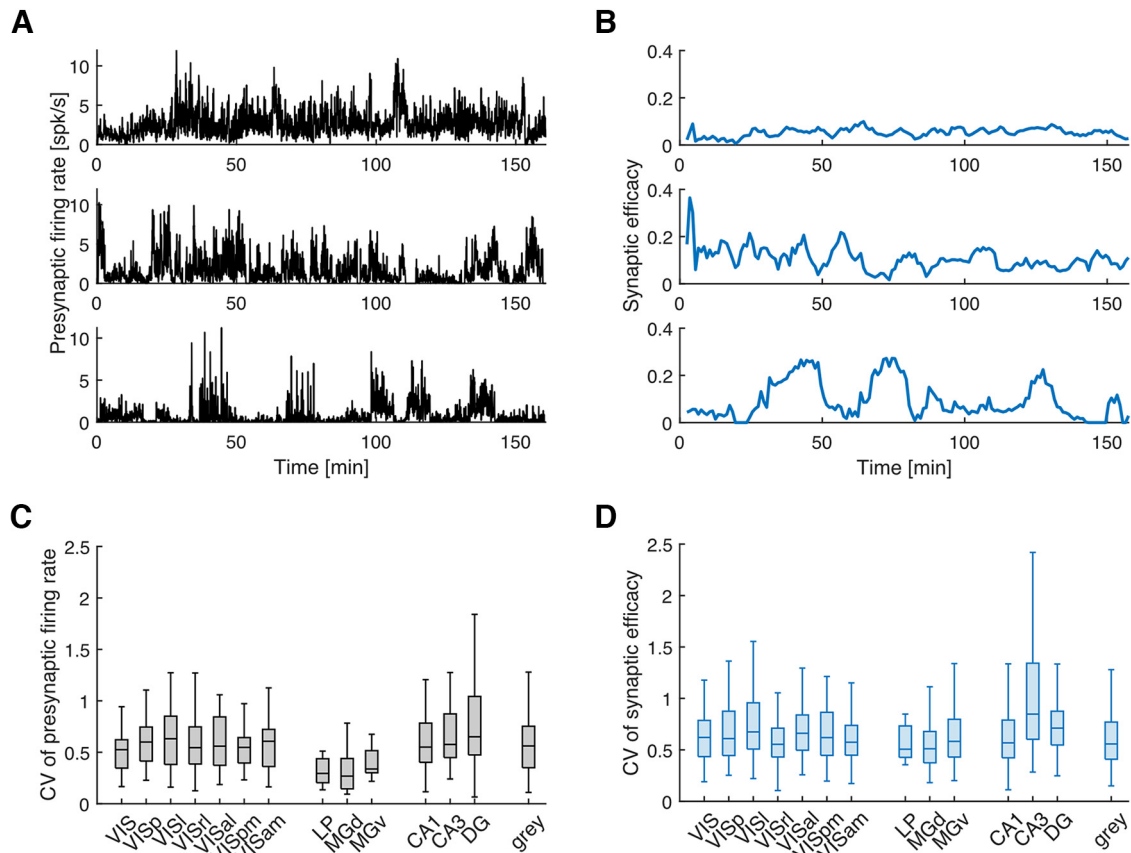 A
B
Presynaptic firing rate [spk/s]
10
5
0
0 50 100 150
10
5
0
0 50 100 150
10
5
0
0 50 100 150
Time [min]
Synaptic efficacy
0.4
0.2
0
0 50 100 150
0.4
0.2
0
0 50 100 150
0.4
0.2
0
0 50 100 150
Time [min]
C
CV of presynaptic firing rate
2.5
2
1.5
1
0.5
0
VIS VISp VISl VISrl VISal VISpm VISam LP MGd MGv CA1 CA3 DG grey
D
CV of synaptic efficacy
2.5
2
1.5
1
0.5
0
VIS VISp VISl VISrl VISal VISpm VISam LP MGd MGv CA1 CA3 DG grey